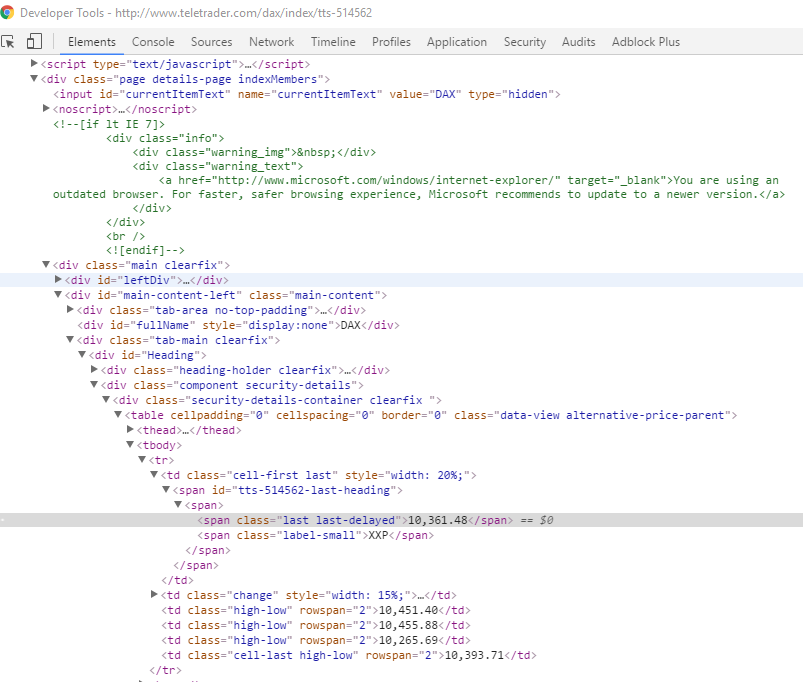 Developer Tools - http://www.teletrader.com/dax/index/tts-514562
Elements Console Sources Network Timeline Profiles Application Security Audits Adblock Plus
<script type="text/javascript">…</script>
<div class="page details-page indexMembers">
<input id="currentItemText" name="currentItemText" value="DAX" type="hidden">
<noscript>…</noscript>
<!--[if lt IE 7]>
<div class="info">
<div class="warning_img">&nbsp;</div>
<div class="warning_text">
<a href="http://www.microsoft.com/windows/internet-explorer/" target="_blank">You are using an
outdated browser. For faster, safer browsing experience, Microsoft recommends to update to a newer version.</a>
</div>
</div>
<br />
<![endif]-->
<div class="main clearfix">
<div id="leftDiv">…</div>
<div id="main-content-left" class="main-content">
<div class="tab-area no-top-padding">…</div>
<div id="fullName" style="display:none">DAX</div>
<div class="tab-main clearfix">
<div id="Heading">
<div class="heading-holder clearfix">…</div>
<div class="component security-details">
<div class="security-details-container clearfix ">
<table cellpadding="0" cellspacing="0" border="0" class="data-view alternative-price-parent">
<thead>…</thead>
<tbody>
<tr>
<td class="cell-first last" style="width: 20%;">
<span id="tts-514562-last-heading">
<span>
<span class="last last-delayed">10,361.48</span> == $0
<span class="label-small">XXP</span>
</span>
</span>
</td>
<td class="change" style="width: 15%;">…</td>
<td class="high-low" rowspan="2">10,451.40</td>
<td class="high-low" rowspan="2">10,455.88</td>
<td class="high-low" rowspan="2">10,265.69</td>
<td class="cell-last high-low" rowspan="2">10,393.71</td>
</tr>